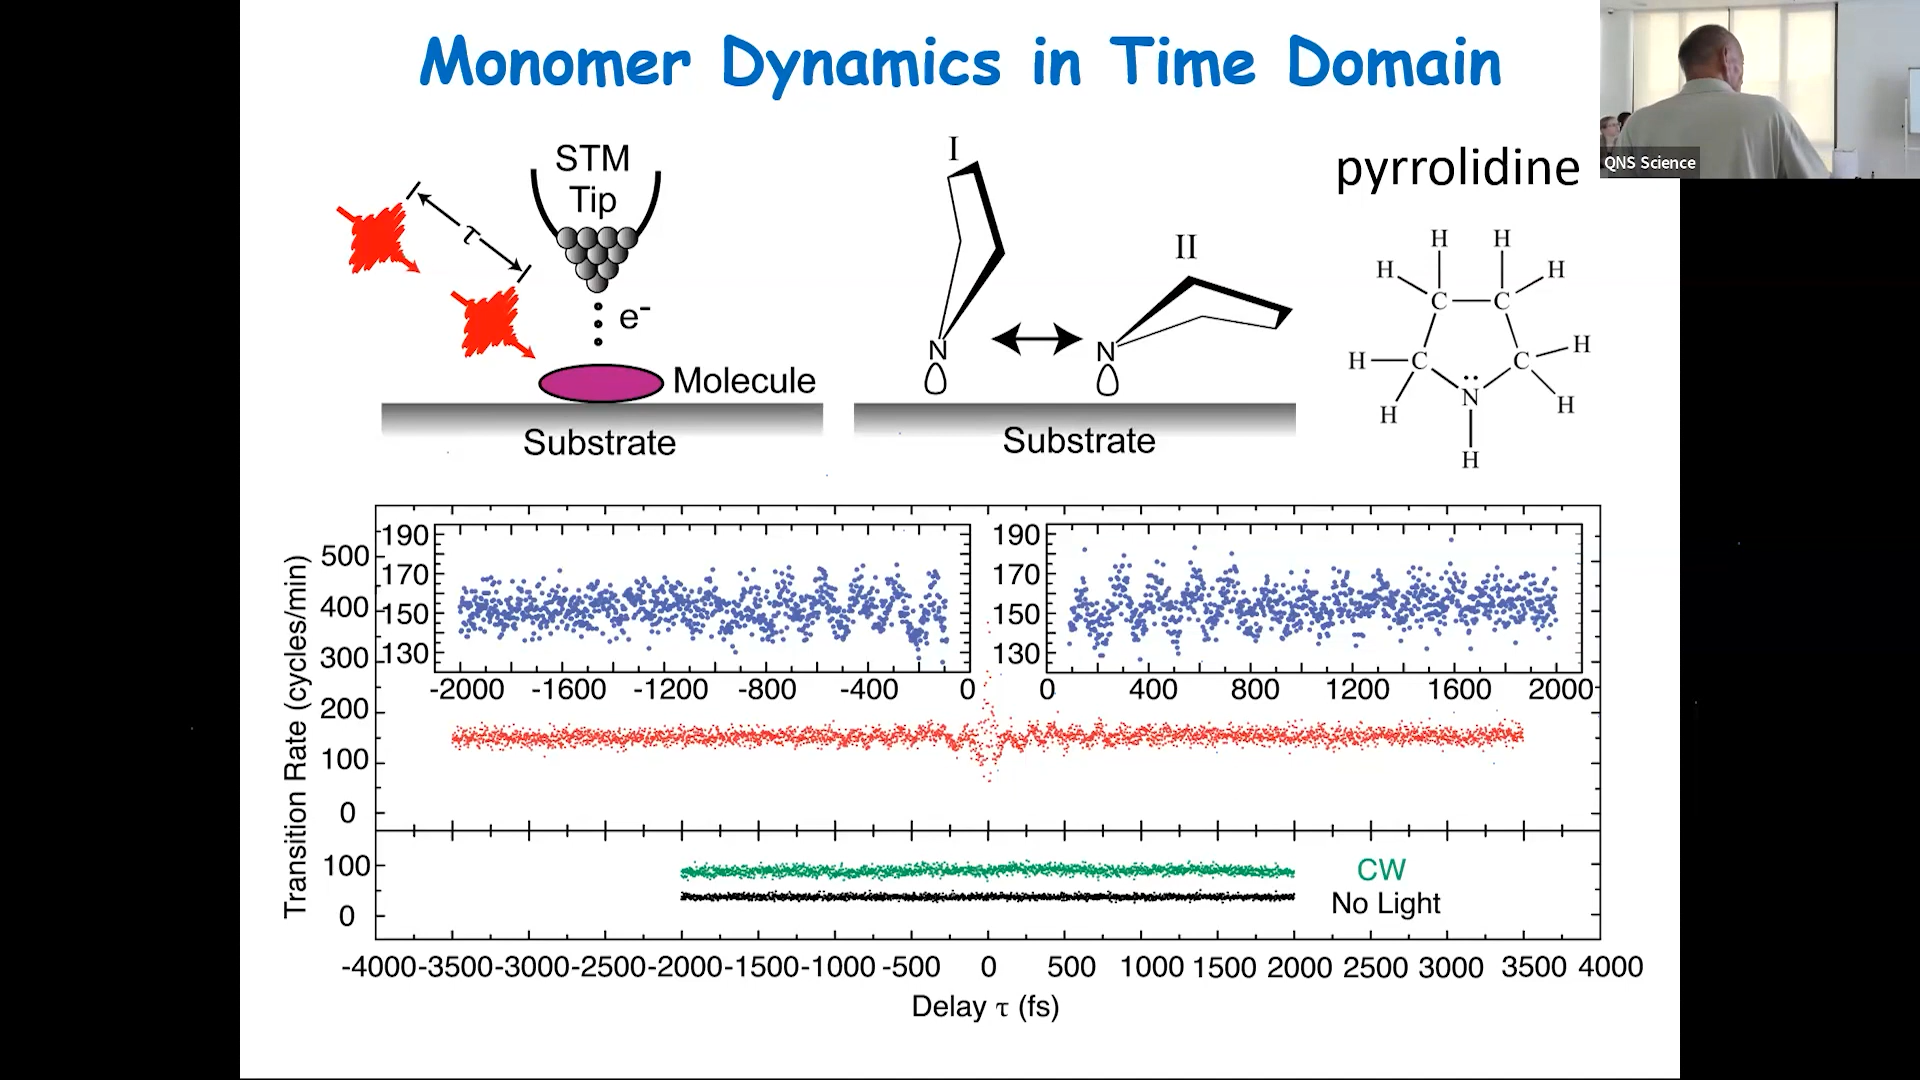 Monomer Dynamics in Time Domain
QNS Science
STM
Tip
τ
e-
Molecule
Substrate
I
II
N
N
Substrate
pyrrolidine
H H
H H
C C
H C C H
N
H H
H
Transition Rate (cycles/min)
500
400
300
200
100
0
190
170
150
130
-2000 -1600 -1200 -800 -400 0
190
170
150
130
0 400 800 1200 1600 2000
100
0
CW
No Light
-4000 -3500 -3000 -2500 -2000 -1500 -1000 -500 0 500 1000 1500 2000 2500 3000 3500 4000
Delay τ (fs)